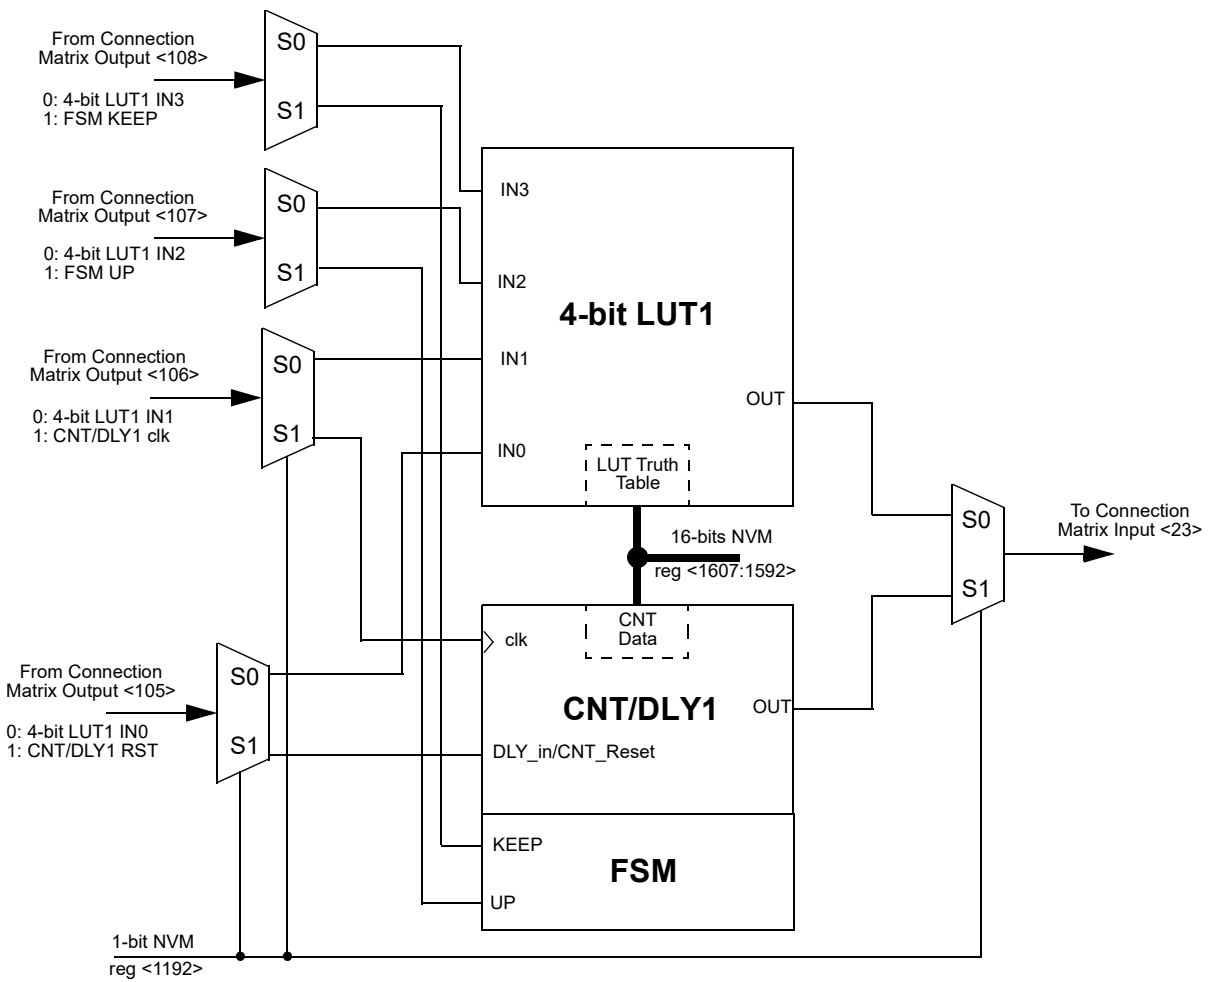 From Connection
Matrix Output <108>
0: 4-bit LUT1 IN3
1: FSM KEEP
S0
S1
From Connection
Matrix Output <107>
0: 4-bit LUT1 IN2
1: FSM UP
S0
S1
From Connection
Matrix Output <106>
0: 4-bit LUT1 IN1
1: CNT/DLY1 clk
S0
S1
From Connection
Matrix Output <105>
0: 4-bit LUT1 IN0
1: CNT/DLY1 RST
S0
S1
IN3
IN2
IN1
IN0
4-bit LUT1
OUT
LUT Truth
Table
16-bits NVM
reg <1607:1592>
CNT
Data
clk
CNT/DLY1
OUT
DLY_in/CNT_Reset
KEEP
FSM
UP
S0
S1
To Connection
Matrix Input <23>
1-bit NVM
reg <1192>